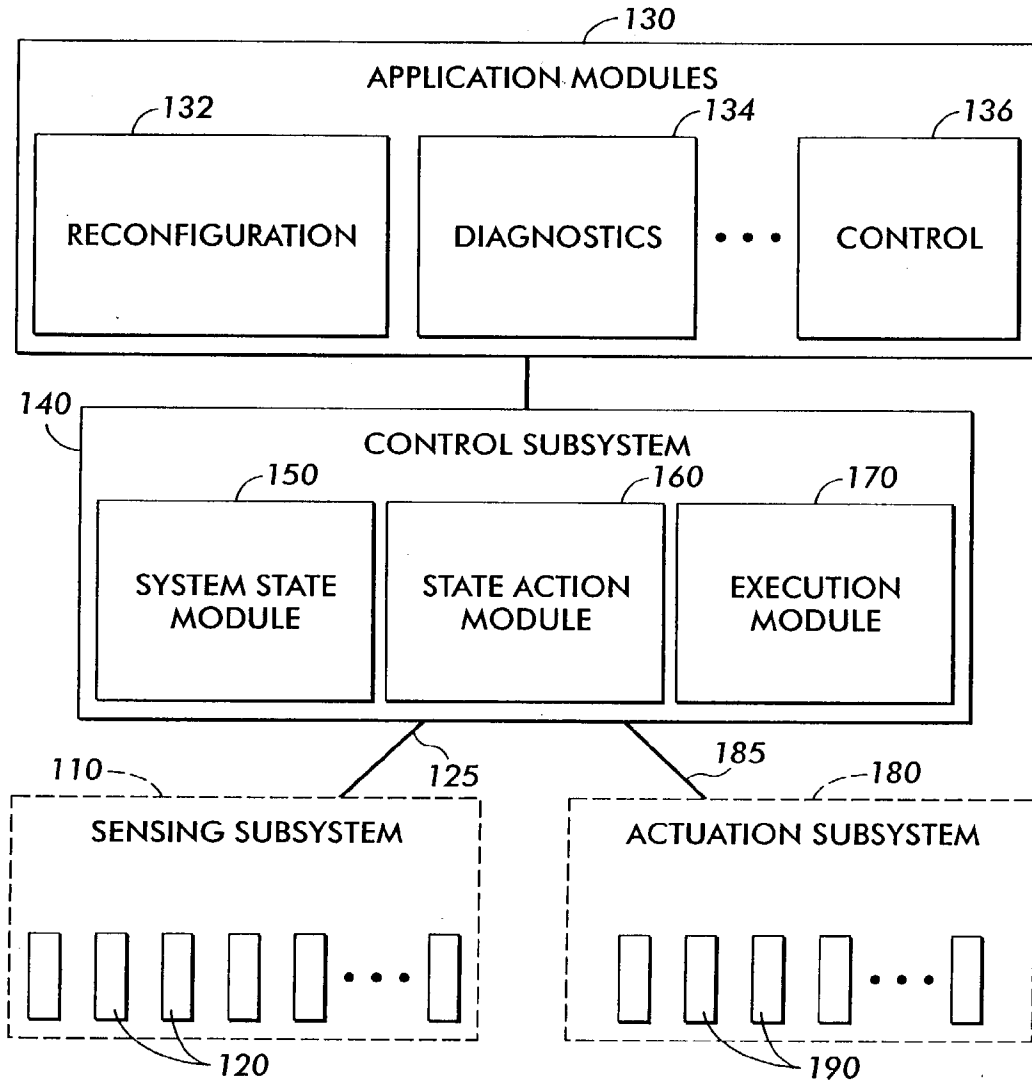 130
APPLICATION MODULES
132
134
136
RECONFIGURATION
DIAGNOSTICS
CONTROL
140
CONTROL SUBSYSTEM
150
160
170
SYSTEM STATE
MODULE
STATE ACTION
MODULE
EXECUTION
MODULE
110
125
185
180
SENSING SUBSYSTEM
ACTUATION SUBSYSTEM
120
190